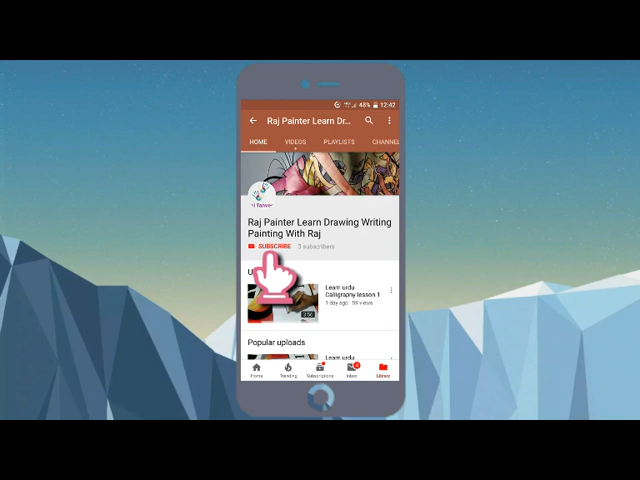 48% 12:42
Raj Painter Learn Dr...
HOME VIDEOS PLAYLISTS CHANNEL
Raj Painter Learn Drawing Writing
Painting With Raj
SUBSCRIBE 3 subscribers
U
Learn urdu
Calligraphy lesson 1
1 day ago · 59 views
Popular uploads
Learn urdu
Home Trending Subscriptions Inbox Library